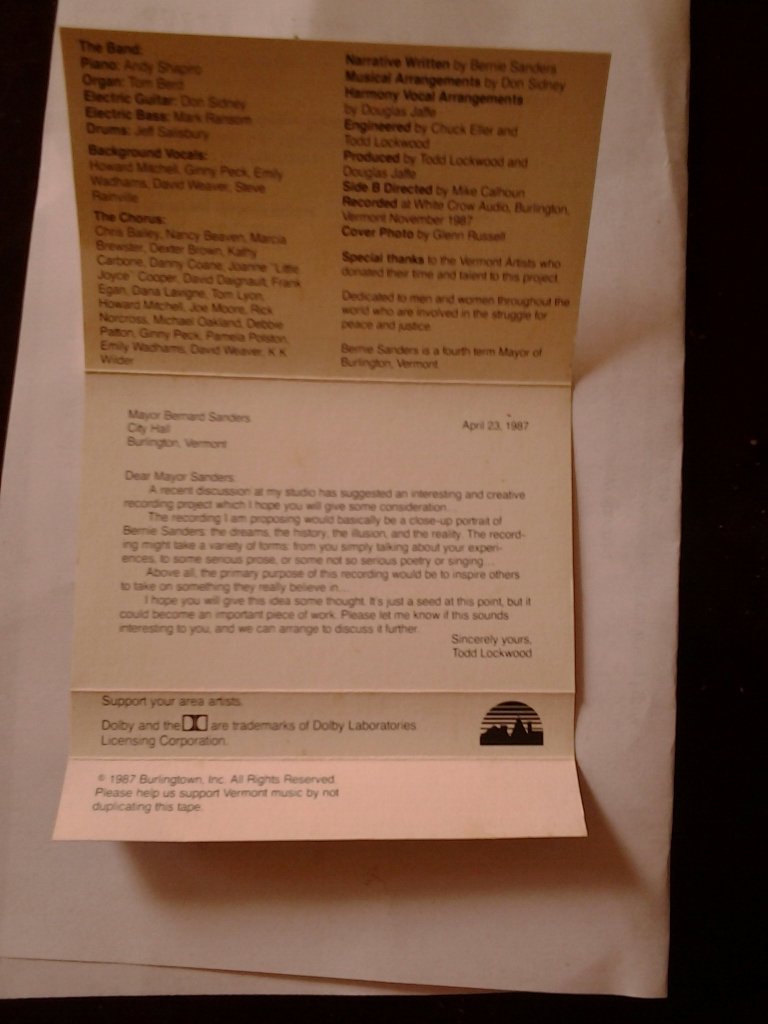 The Band:
Piano: Andy Shapiro
Organ: Tom Berd
Electric Guitar: Don Sidney
Electric Bass: Mark Ransom
Drums: Jeff Salisbury
Background Vocals:
Howard Mitchell, Ginny Peck, Emily
Wadhams, David Weaver, Steve
Rainville
The Chorus:
Chris Bailey, Nancy Beaven, Marcia
Brewster, Dexter Brown, Kathy
Carbone, Danny Coane, Joanne "Little
Joyce" Cooper, David Daignault, Frank
Egan, Dana Lavigne, Tom Lyon,
Howard Mitchell, Joe Moore, Rick
Norcross, Michael Oakland, Debbie
Patton, Ginny Peck, Pamela Polston,
Emily Wadhams, David Weaver, K.K.
Wilder
Narrative Written by Bernie Sanders
Musical Arrangements by Don Sidney
Harmony Vocal Arrangements
by Douglas Jaffe
Engineered by Chuck Eller and
Todd Lockwood
Produced by Todd Lockwood and
Douglas Jaffe
Side B Directed by Mike Calhoun
Recorded at White Crow Audio, Burlington,
Vermont November 1987
Cover Photo by Glenn Russell
Special thanks to the Vermont Artists who
donated their time and talent to this project.
Dedicated to men and women throughout the
world who are involved in the struggle for
peace and justice.
Bernie Sanders is a fourth term Mayor of
Burlington, Vermont.
Mayor Bernard Sanders
City Hall
Burlington, Vermont
April 23, 1987
Dear Mayor Sanders:
A recent discussion at my studio has suggested an interesting and creative
recording project which I hope you will give some consideration...
The recording I am proposing would basically be a close-up portrait of
Bernie Sanders: the dreams, the history, the illusion, and the reality. The record-
ing might take a variety of forms: from you simply talking about your exper-
iences, to some serious prose, or some not so serious poetry or singing...
Above all, the primary purpose of this recording would be to inspire others
to take on something they really believe in...
I hope you will give this idea some thought. It's just a seed at this point, but it
could become an important piece of work. Please let me know if this sounds
interesting to you, and we can arrange to discuss it further.
Sincerely yours,
Todd Lockwood
Support your area artists.
Dolby and the are trademarks of Dolby Laboratories
Licensing Corporation.
© 1987 Burlingtown, Inc. All Rights Reserved.
Please help us support Vermont music by not
duplicating this tape.